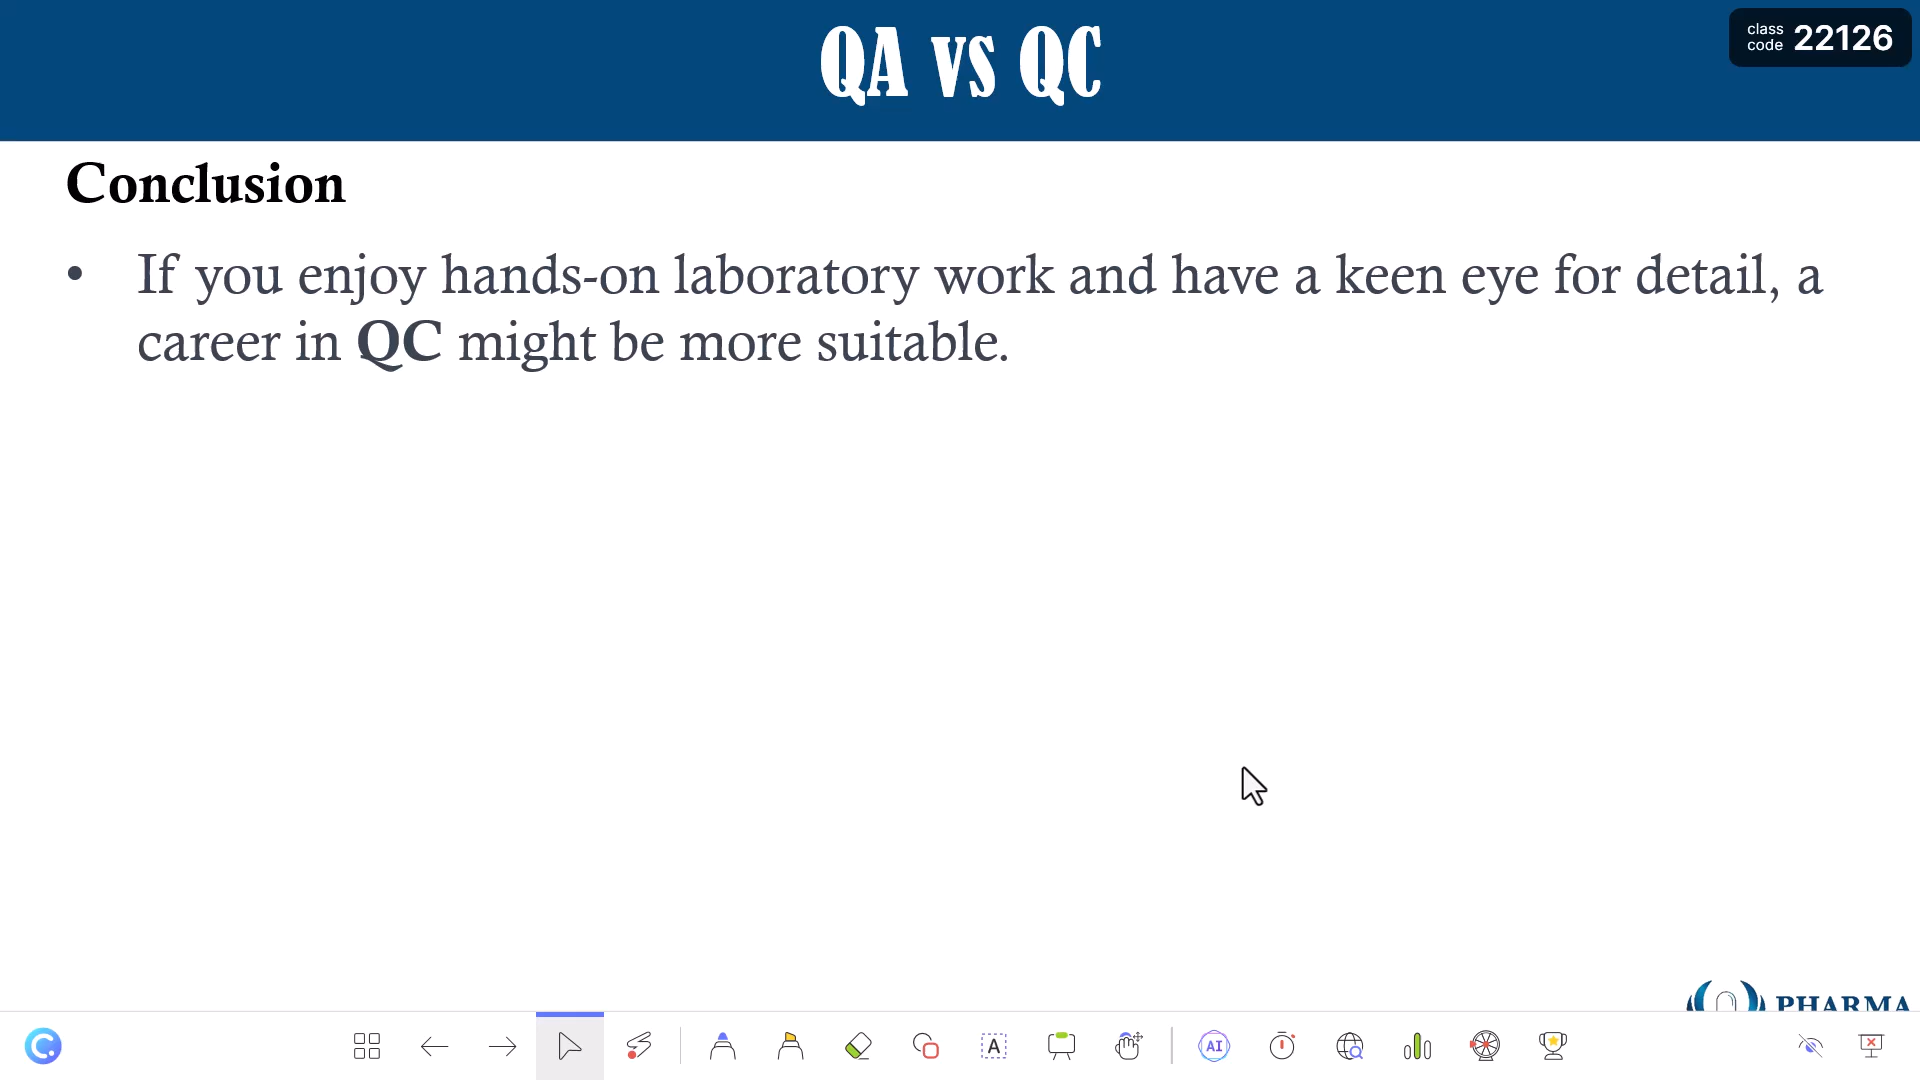 QA vs QC
class
code 22126
Conclusion
• If you enjoy hands-on laboratory work and have a keen eye for detail, a
career in QC might be more suitable.
PHARMA
A
AI